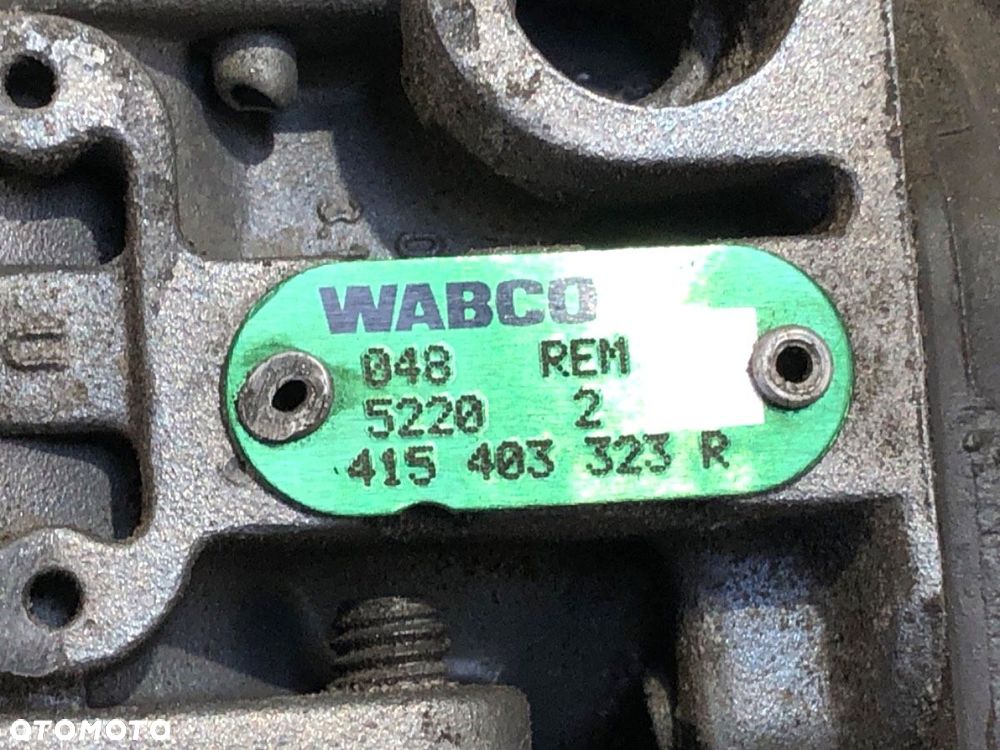 WABCO
048 REM
5220 2
415 403 323 R
OTOMOTO